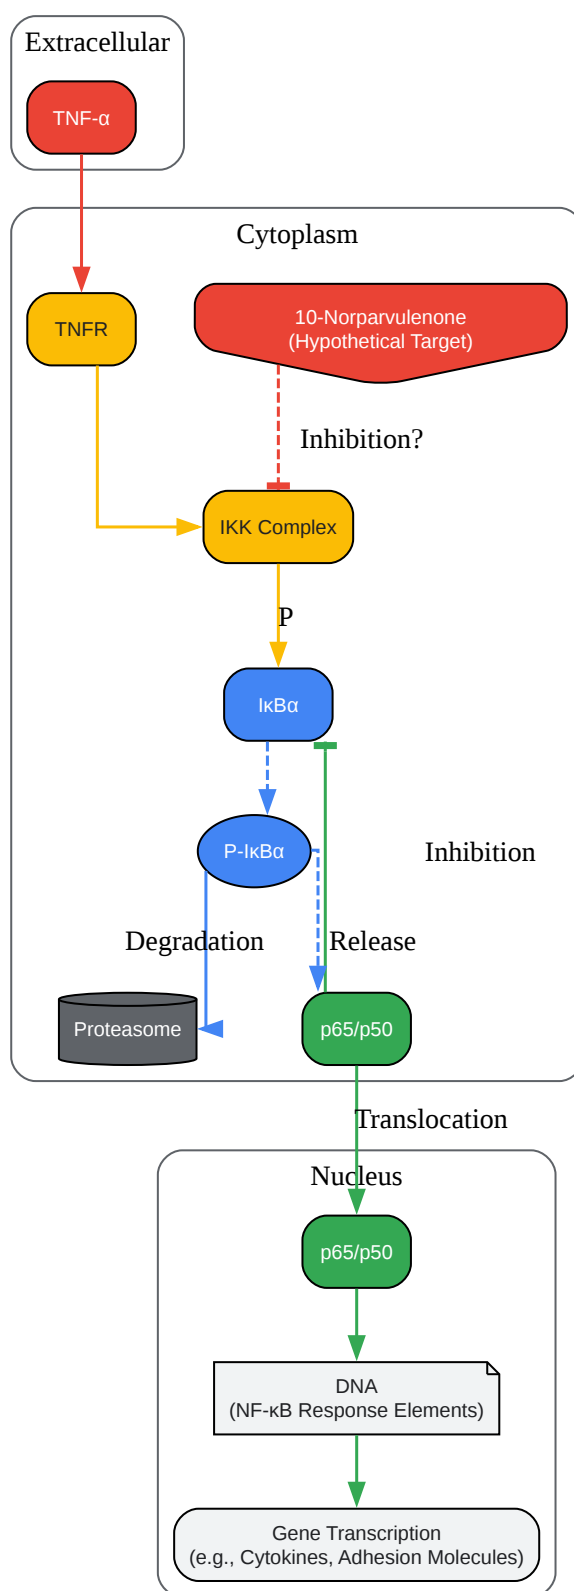 Extracellular
TNF-α
Cytoplasm
TNFR
10-Norparvulenone
(Hypothetical Target)
Inhibition?
IKK Complex
P
IκBα
P-IκBα
Inhibition
Degradation
Release
Proteasome
p65/p50
Translocation
Nucleus
p65/p50
DNA
(NF-κB Response Elements)
Gene Transcription
(e.g., Cytokines, Adhesion Molecules)